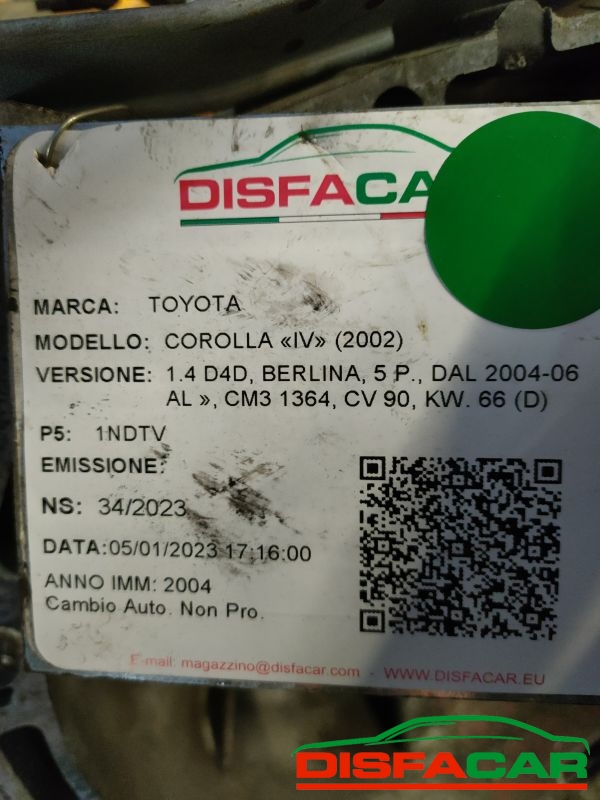 DISFACAR
MARCA: TOYOTA
MODELLO: COROLLA «IV» (2002)
VERSIONE: 1.4 D4D, BERLINA, 5 P., DAL 2004-06
AL », CM3 1364, CV 90, KW. 66 (D)
P5: 1NDTV
EMISSIONE:
NS: 34/2023
DATA:05/01/2023 17:16:00
ANNO IMM: 2004
Cambio Auto. Non Pro.
E-mail: magazzino@disfacar.com - WWW.DISFACAR.EU
DISFACAR